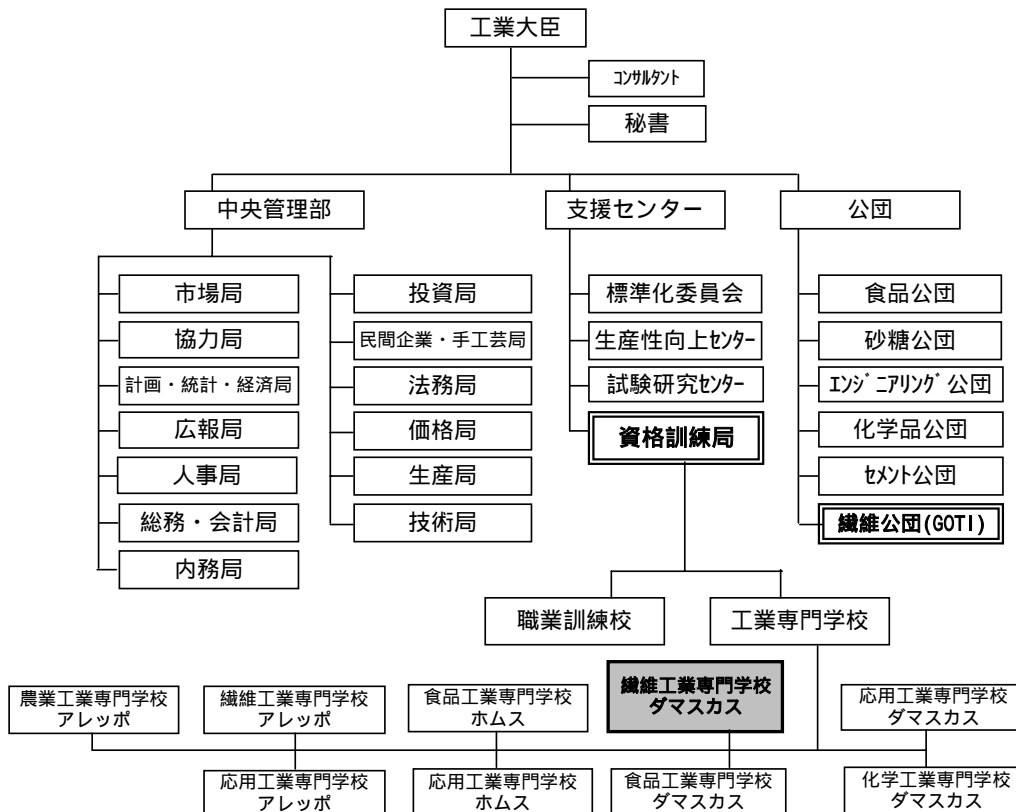 工業大臣
コンサルタント
秘書
中央管理部
支援センター
公団
市場局
協力局
計画・統計・経済局
広報局
人事局
総務・会計局
内務局
投資局
民間企業・手工芸局
法務局
価格局
生産局
技術局
標準化委員会
生産性向上センター
試験研究センター
資格訓練局
食品公団
砂糖公団
エンジニアリング公団
化学品公団
セメント公団
繊維公団(GOTI)
職業訓練校
工業専門学校
農業工業専門学校
アレッポ
繊維工業専門学校
アレッポ
食品工業専門学校
ホムス
繊維工業専門学校
ダマスカス
応用工業専門学校
ダマスカス
応用工業専門学校
アレッポ
応用工業専門学校
ホムス
食品工業専門学校
ダマスカス
化学工業専門学校
ダマスカス